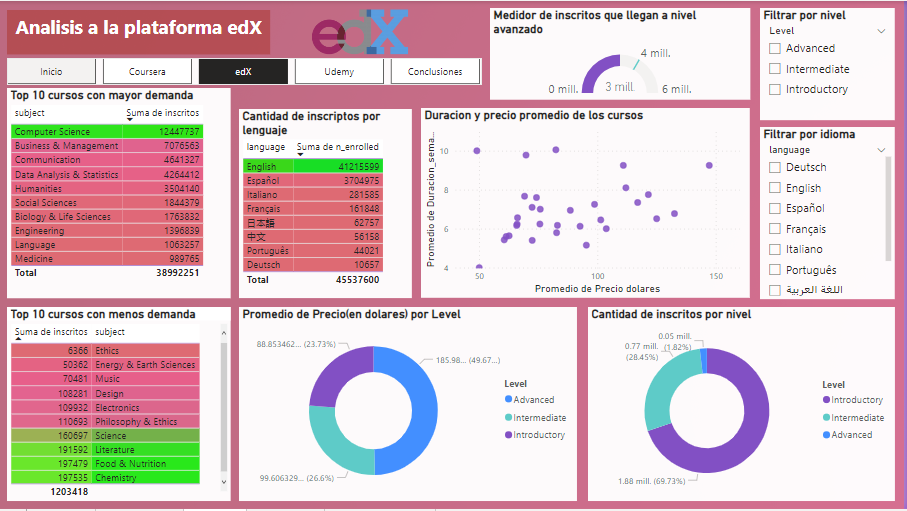 Analisis a la plataforma edX
edX
Inicio
Coursera
edX
Udemy
Conclusiones
Medidor de inscritos que llegan a nivel
avanzado
4 mill.
0 mill.
3 mill.
6 mill.
Filtrar por nivel
Level
Advanced
Intermediate
Introductory
Top 10 cursos con mayor demanda
subject Suma de inscritos
Computer Science 12447737
Business & Management 7076563
Communication 4641327
Data Analysis & Statistics 4264412
Humanities 3504140
Social Sciences 1844379
Biology & Life Sciences 1763832
Engineering 1396839
Language 1063257
Medicine 989765
Total 38992251
Cantidad de inscriptos por
lenguaje
language Suma de n_enrolled
English 41215599
Español 3704975
Italiano 281585
Français 161848
日本語 62757
中文 56158
Português 44021
Deutsch 10657
Total 45537600
Duracion y precio promedio de los cursos
Promedio de Duracion_sema...
10
8
6
4
50
100
150
Promedio de Precio dolares
Filtrar por idioma
language
Deutsch
English
Español
Français
Italiano
Português
اللغة العربية
Top 10 cursos con menos demanda
Suma de inscritos subject
6366 Ethics
50362 Energy & Earth Sciences
70481 Music
108281 Design
109932 Electronics
110693 Philosophy & Ethics
160697 Science
191592 Literature
197479 Food & Nutrition
197535 Chemistry
1203418
Promedio de Precio(en dolares) por Level
88.853462... (23.73%)
185.98... (49.67...)
99.606329... (26.6%)
Level
Advanced
Intermediate
Introductory
Cantidad de inscritos por nivel
0.05 mill.
(1.82%)
0.77 mill.
(28.45%)
1.88 mill. (69.73%)
Level
Introductory
Intermediate
Advanced